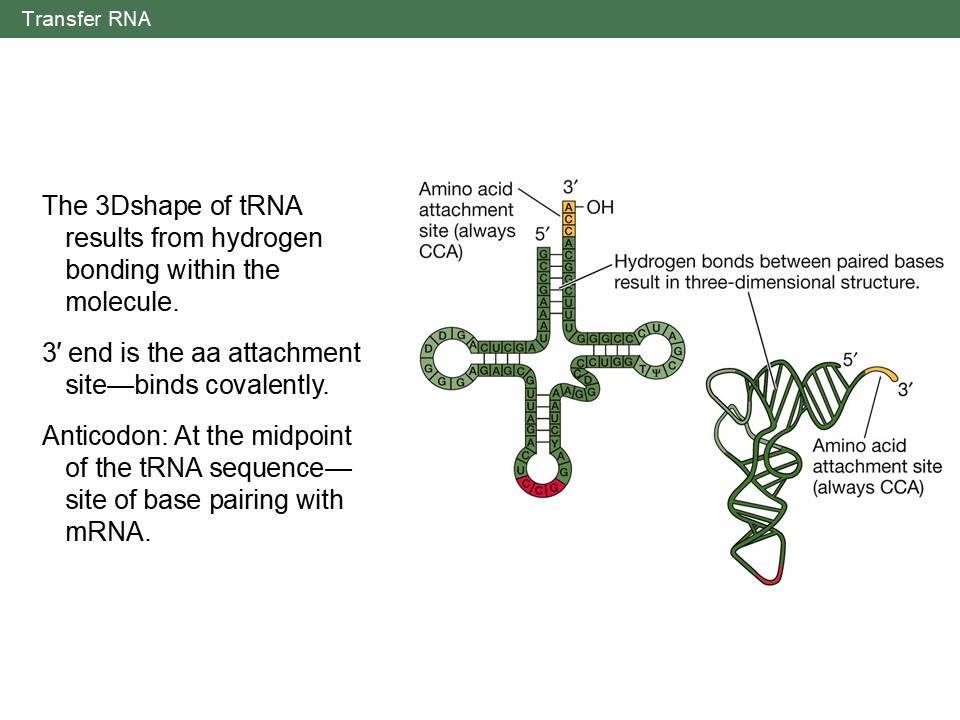 Transfer RNA
The 3Dshape of tRNA
results from hydrogen
bonding within the
molecule.
3′ end is the aa attachment
site—binds covalently.
Anticodon: At the midpoint
of the tRNA sequence—
site of base pairing with
mRNA.
Amino acid
attachment
site (always
CCA)
3′
OH
5′
A
C
C
A
C
G
G
C
U
U
U
G
C
C
G
A
A
A
U
Hydrogen bonds between paired bases
result in three-dimensional structure.
5′
3′
Amino acid
attachment site
(always CCA)